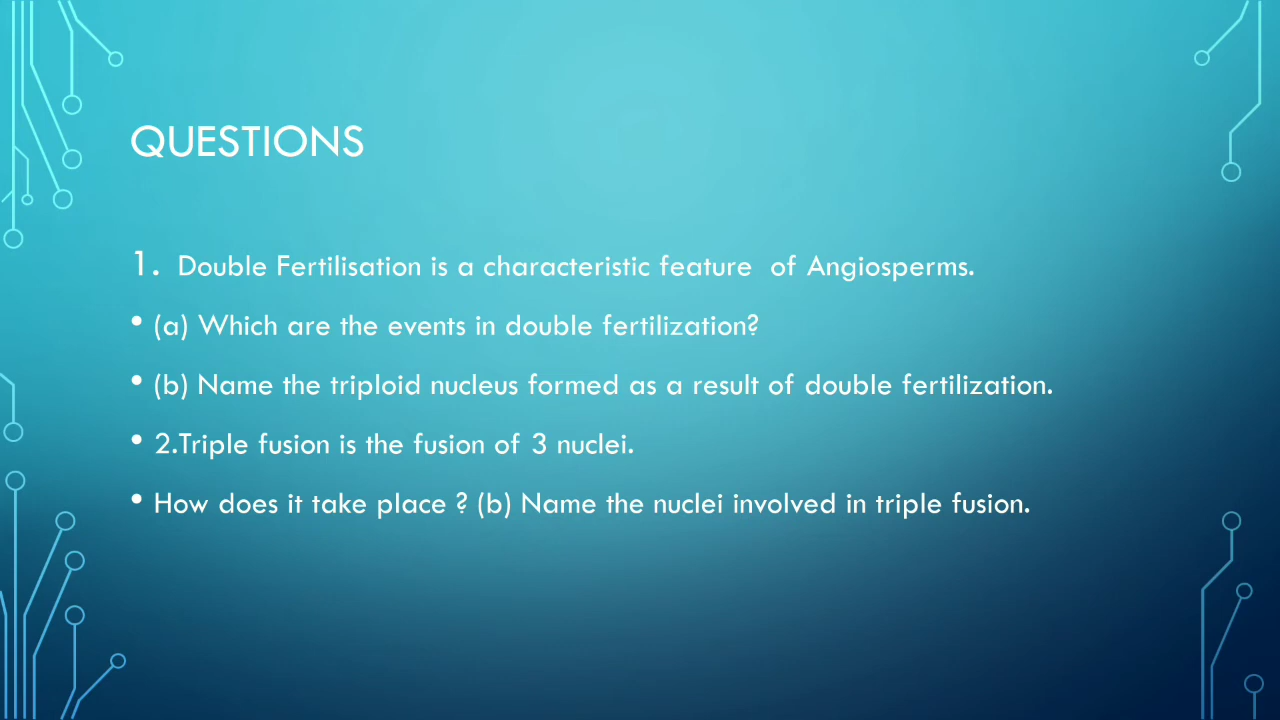 QUESTIONS
1. Double Fertilisation is a characteristic feature of Angiosperms.
• (a) Which are the events in double fertilization?
• (b) Name the triploid nucleus formed as a result of double fertilization.
• 2.Triple fusion is the fusion of 3 nuclei.
• How does it take place ? (b) Name the nuclei involved in triple fusion.